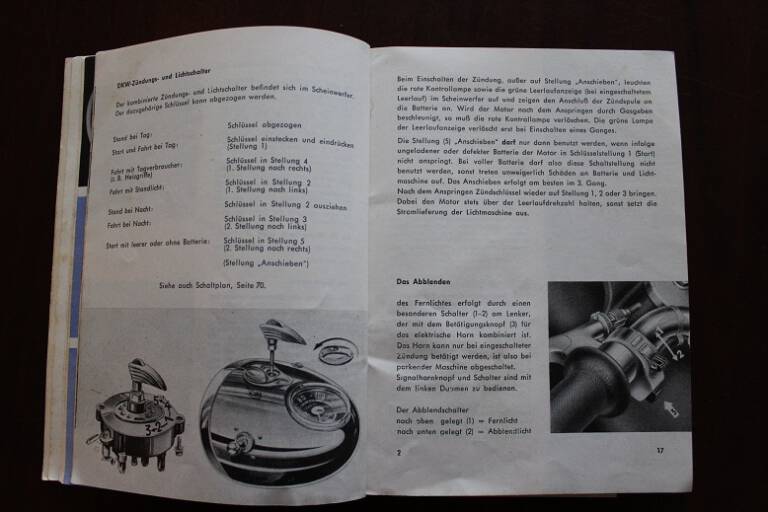 DKW-Zündungs- und Lichtschalter
Der kombinierte Zündungs- und Lichtschalter befindet sich im Scheinwerfer.
Der dazugehörige Schlüssel kann abgezogen werden.
Stand bei Tag: Schlüssel abgezogen
Start und Fahrt bei Tag: Schlüssel einstecken und eindrücken
(Stellung 1)
Fahrt mit Tagverbraucher: Schlüssel in Stellung 4
(z. B. Heizgriffe) (1. Stellung nach rechts)
Fahrt mit Standlicht: Schlüssel in Stellung 2
(1. Stellung nach links)
Stand bei Nacht: Schlüssel in Stellung 2 ausziehen
Fahrt bei Nacht: Schlüssel in Stellung 3
(2. Stellung nach links)
Start mit leerer oder ohne Batterie: Schlüssel in Stellung 5
(2. Stellung nach rechts)
(Stellung „Anschieben")
Siehe auch Schaltplan, Seite 70.
5
3-2
Beim Einschalten der Zündung, außer auf Stellung „Anschieben", leuchten
die rote Kontrollampe sowie die grüne Leerlaufanzeige (bei eingeschaltetem
Leerlauf) im Scheinwerfer auf und zeigen den Anschluß der Zündspule an
die Batterie an. Wird der Motor nach dem Anspringen durch Gasgeben
beschleunigt, so muß die rote Kontrollampe verlöschen. Die grüne Lampe
der Leerlaufanzeige verlöscht erst bei Einschalten eines Ganges.
Die Stellung (5) „Anschieben" darf nur dann benutzt werden, wenn infolge
ungeladener oder defekter Batterie der Motor in Schlüsselstellung 1 (Start)
nicht anspringt. Bei voller Batterie darf also diese Schaltstellung nicht
benutzt werden, sonst treten unweigerlich Schäden an Batterie und Licht-
maschine auf. Das Anschieben erfolgt am besten im 3. Gang.
Nach dem Anspringen Zündschlüssel wieder auf Stellung 1, 2 oder 3 bringen.
Dabei den Motor stets über der Leerlaufdrehzahl halten, sonst setzt die
Stromlieferung der Lichtmaschine aus.
Das Abblenden
des Fernlichtes erfolgt durch einen
besonderen Schalter (1–2) am Lenker,
der mit dem Betätigungsknopf (3) für
das elektrische Horn kombiniert ist.
Das Horn kann nur bei eingeschalteter
Zündung betätigt werden, ist also bei
parkender Maschine abgeschaltet.
Signalhornknopf und Schalter sind mit
dem linken Daumen zu bedienen.
Der Abblendschalter
nach oben gelegt (1) = Fernlicht
nach unten gelegt (2) = Abblendlicht
1
2
2
17